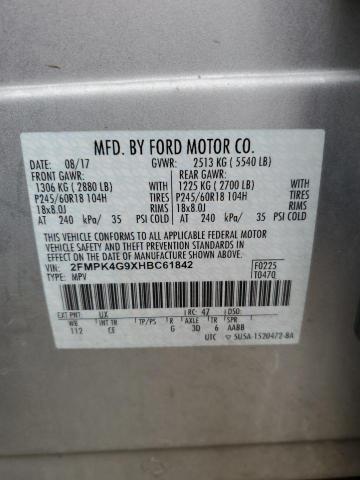 MFD. BY FORD MOTOR CO.
DATE: 08/17 GVWR: 2513 KG ( 5540 LB)
FRONT GAWR: REAR GAWR:
1306 KG ( 2880 LB) WITH 1225 KG ( 2700 LB) WITH
P245/60R18 104H TIRES P245/60R18 104H TIRES
18x8.0J RIMS 18x8.0J RIMS
AT 240 kPa/ 35 PSI COLD AT 240 kPa/ 35 PSI COLD
THIS VEHICLE CONFORMS TO ALL APPLICABLE FEDERAL MOTOR
VEHICLE SAFETY AND THEFT PREVENTION STANDARDS IN
EFFECT ON THE DATE OF MANUFACTURE SHOWN ABOVE.
VIN: 2FMPK4G9XHBC61842 F0225
TYPE: MPV T0470
EXT PNT: UX RC: 47 DSO:
WB INT TR TP/PS R AXLE TR SPR
112 CE G 3D 6 AABB
UTC ▽ 5U5A-1520472-BA